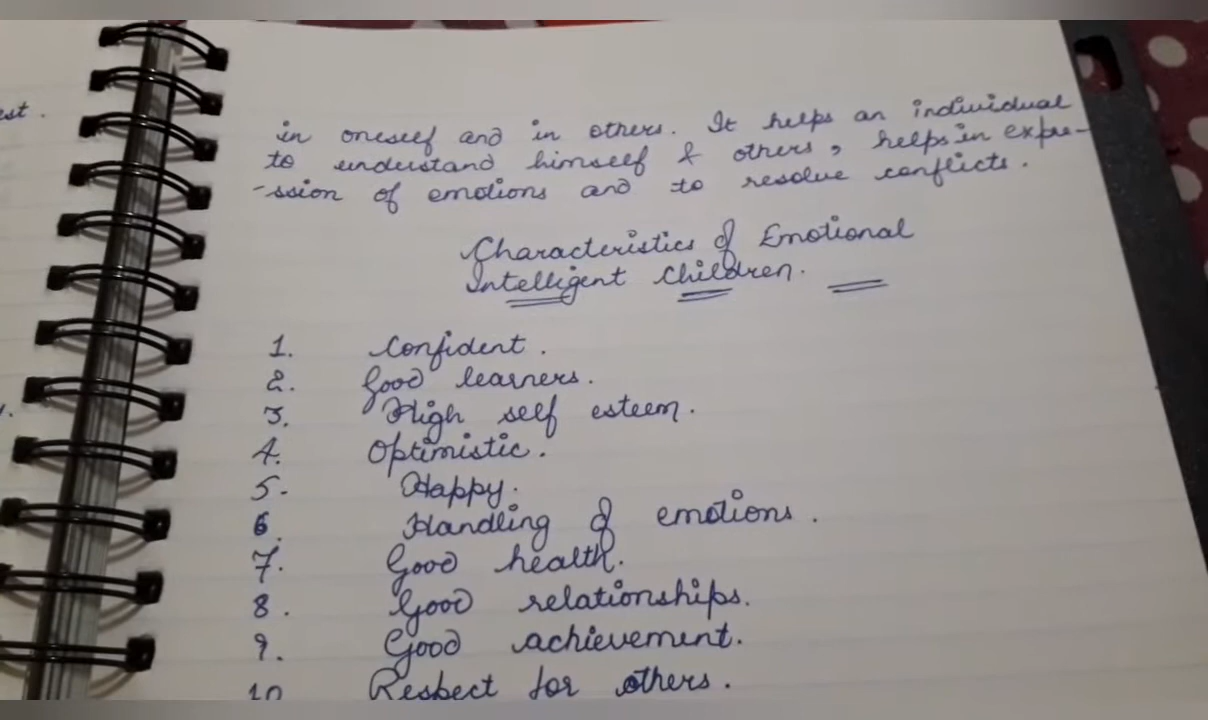 est.
in oneself and in others. It helps an individual
to understand himself & others, helps in expre-
-ssion of emotions and to resolve conflicts.
Characteristics of Emotional
Intelligent Children.
1. Confident.
2. Good learners.
3. High self esteem.
4. Optimistic.
5. Happy.
6. Handling of emotions.
7. Good health.
8. Good relationships.
9. Good achievement.
10 Respect for others.